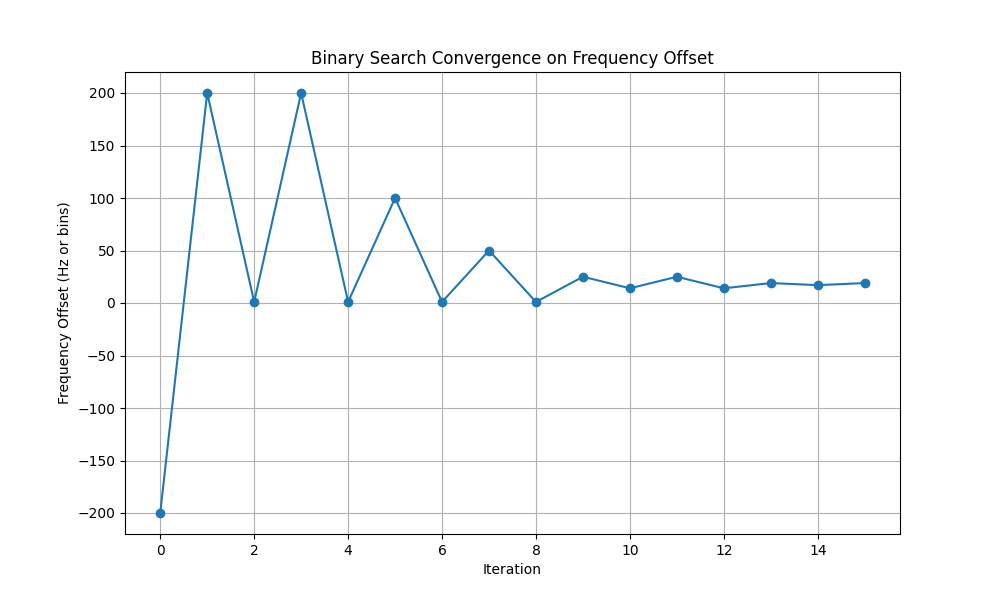 Binary Search Convergence on Frequency Offset
Frequency Offset (Hz or bins)
200
150
100
50
0
−50
−100
−150
−200
0 2 4 6 8 10 12 14
Iteration